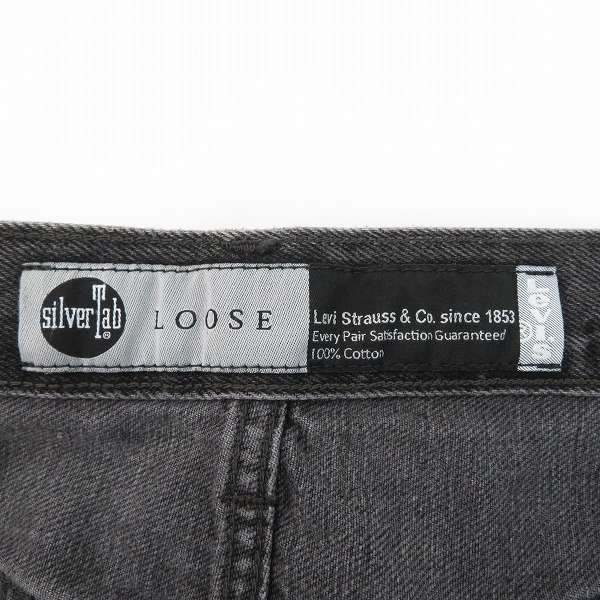 silverTab®
LOOSE
Levi Strauss & Co. since 1853
Every Pair Satisfaction Guaranteed
100% Cotton
Levi's®